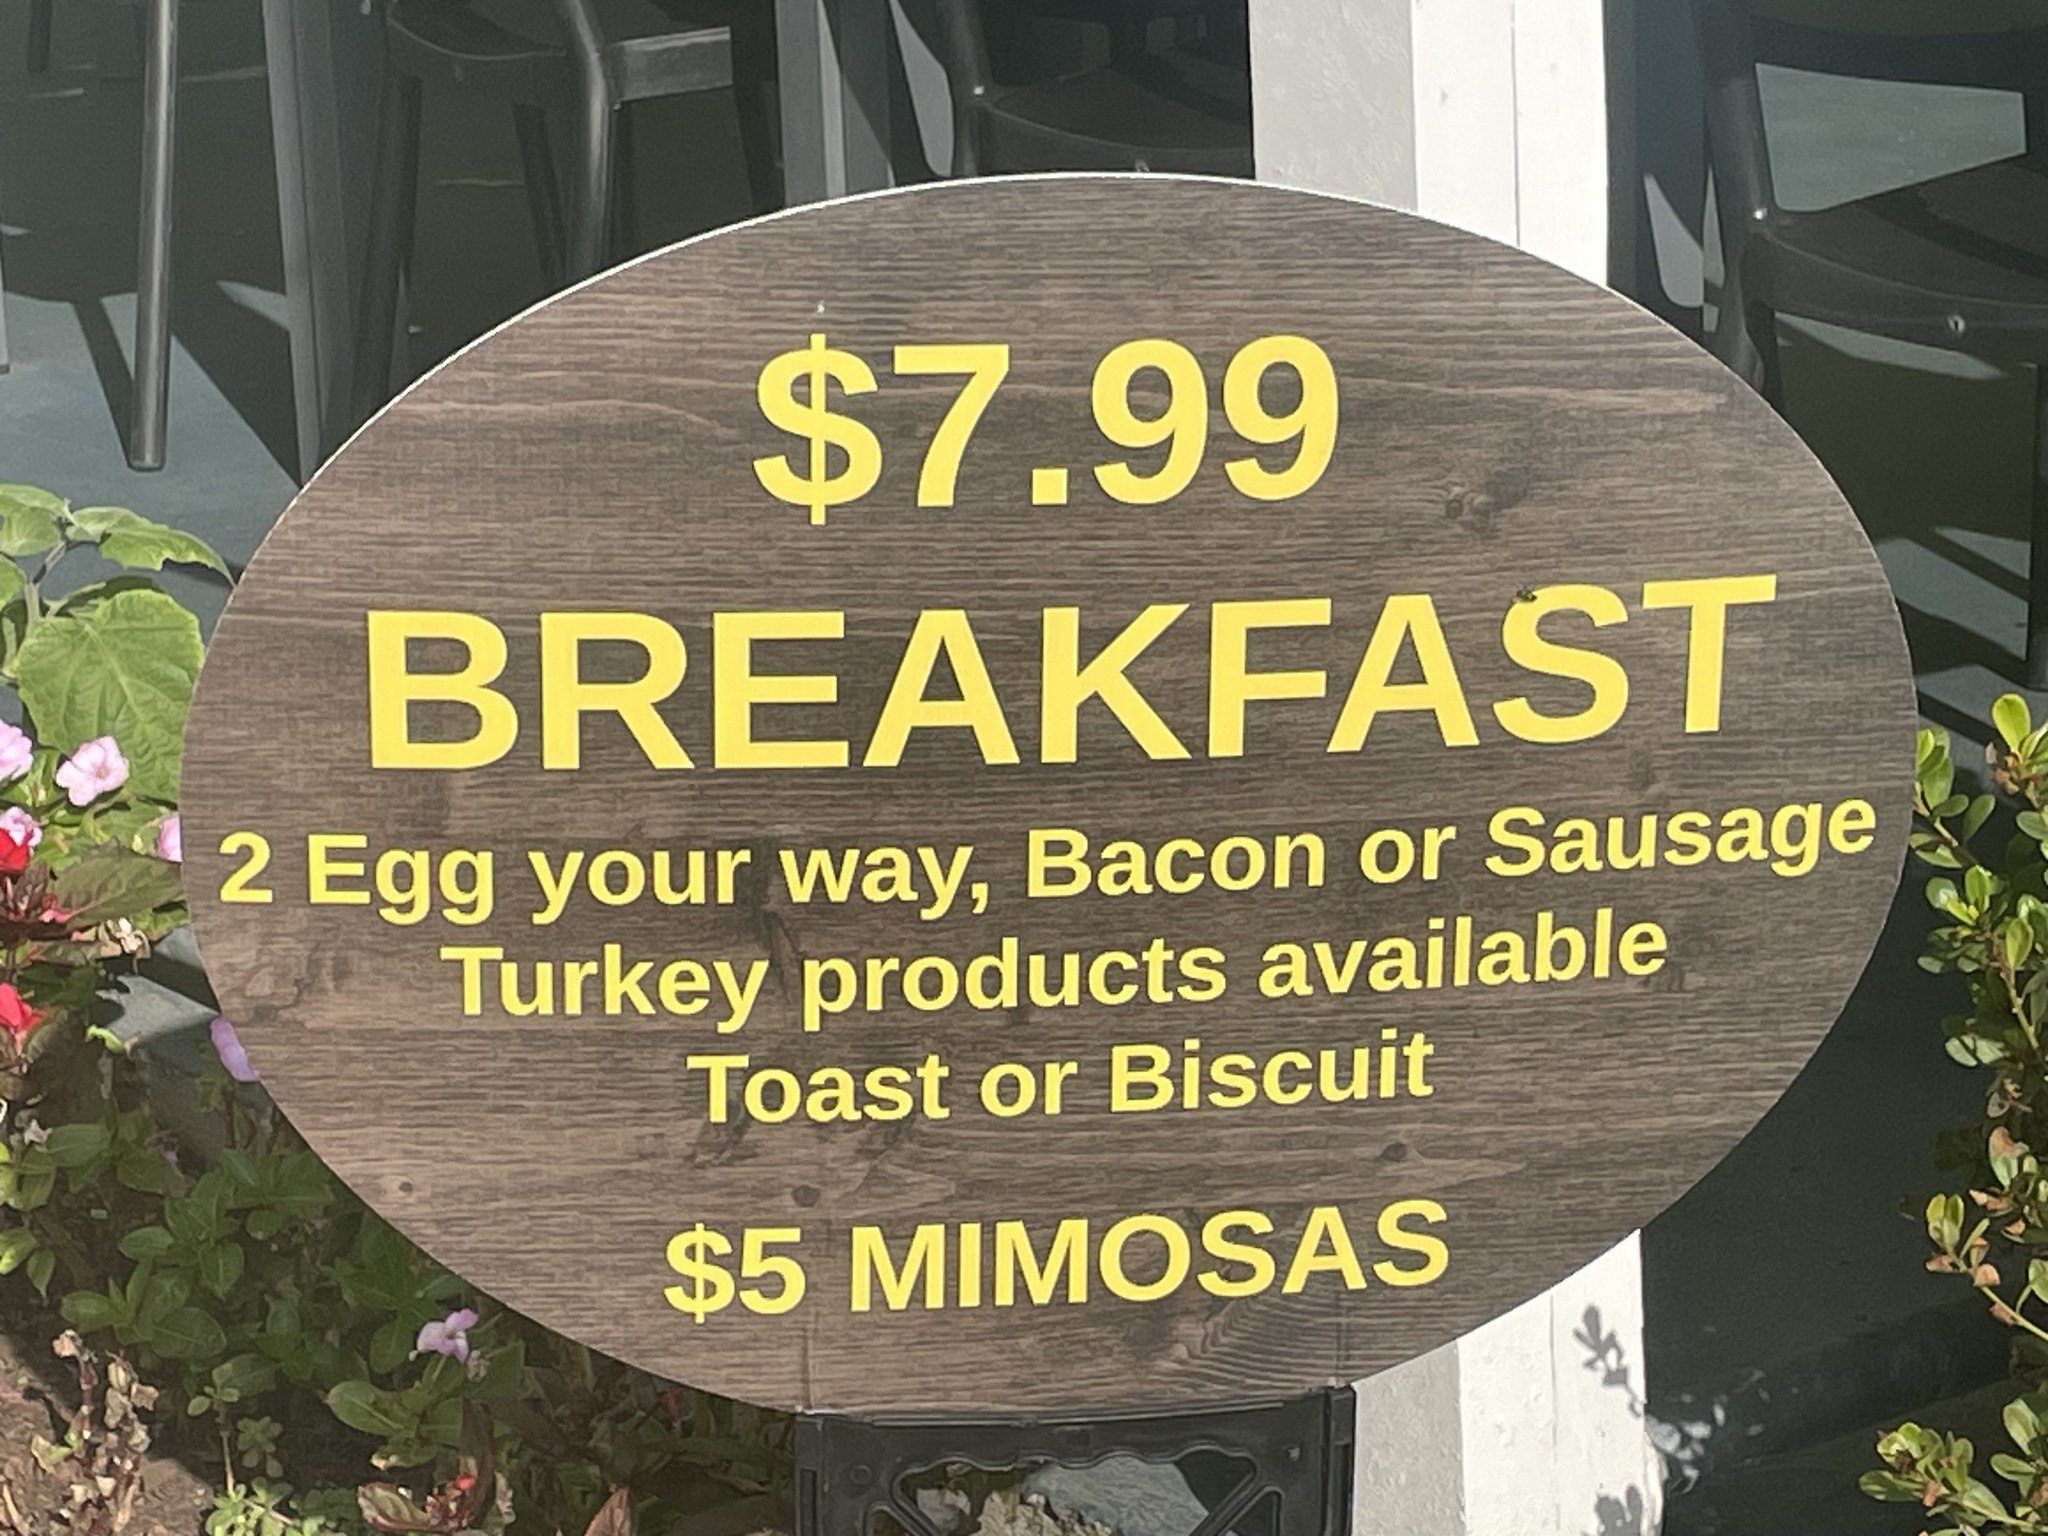 $7.99
BREAKFAST
2 Egg your way, Bacon or Sausage
Turkey products available
Toast or Biscuit
$5 MIMOSAS